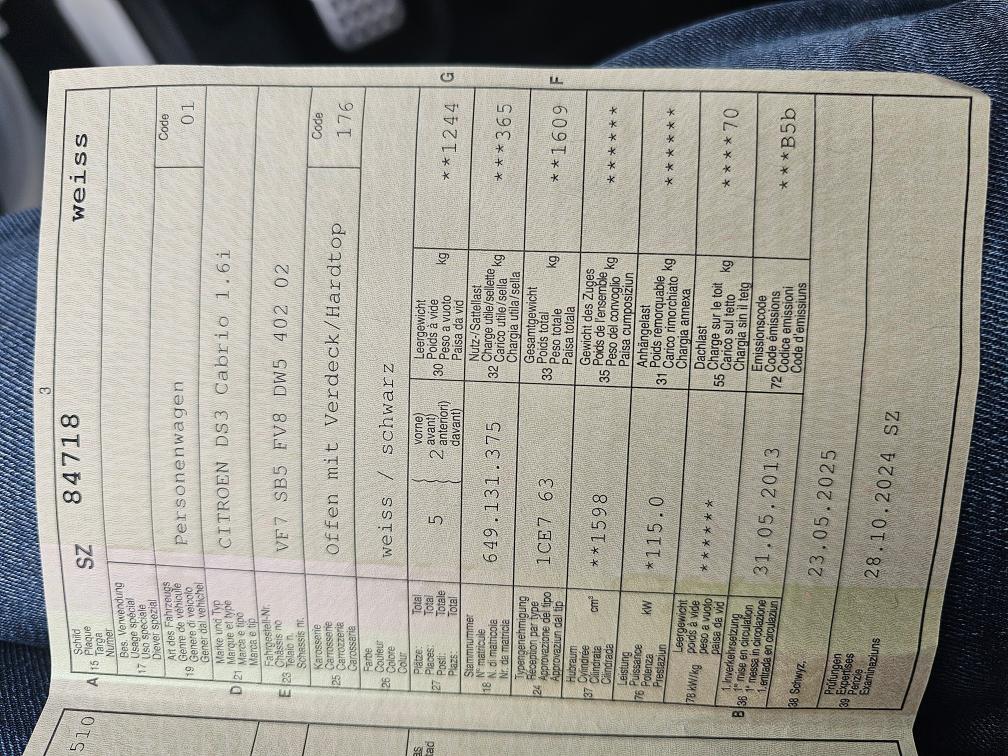 3
A 15 Schild
Plaque
Targa
Numer
SZ 84718 weiss
17 Bes. Verwendung
Usage spécial
Uso speciale
Diever spezial
19 Art des Fahrzeugs
Genre de véhicule
Genere di veicolo
Gener dal vehichel
Personenwagen
Code
01
D 21 Marke und Typ
Marque et type
Marca e tipo
Marca e tip
CITROEN DS3 Cabrio 1.6i
E 23 Fahrgestell-Nr.
Châssis no
Telaio n.
Schassis nr.
VF7 SB5 FV8 DW5 402 02
25 Karosserie
Carrosserie
Carrozzeria
Carossaria
Offen mit Verdeck/Hardtop
Code
176
26 Farbe
Couleur
Colore
Colur
weiss / schwarz
27 Plätze: Total
Places: Total
Posti: Totale
Plazs: Total
5 } 2 vorne)
avant)
anteriori)
davant)
30 Leergewicht
Poids à vide
Peso a vuoto
Paisa da vid
kg
**1244 G
18 Stammnummer
N° matricule
N. di matricola
Nr. da matricla
649.131.375
32 Nutz-/Sattellast
Charge utile/sellette
Carico utile/sella
Chargia utila/sella
kg
***365
24 Typengenehmigung
Réception par type
Approvazione del tipo
Approvaziun dal tip
1CE7 63
33 Gesamtgewicht
Poids total
Peso totale
Paisa totala
kg
**1609 F
37 Hubraum
Cylindrée
Cilindrata
Cilindrada
cm³
**1598
35 Gewicht des Zuges
Poids de l'ensemble
Peso del convoglio
Paisa cumposiziun
kg
******
76 Leistung
Puissance
Potenza
Prestaziun
kW
*115.0
31 Anhängelast
Poids remorquable
Carico rimorchiato
Chargia annexa
kg
******
78 kW/kg Leergewicht
poids à vide
peso a vuoto
paisa da vid
******
55 Dachlast
Charge sur le toit
Carico sul tetto
Chargia sin il tetg
kg
****70
B 36 1. Inverkehrsetzung
1re mise en circulation
1a messa in circolazione
1.entrada en circulaziun
31.05.2013
72 Emissionscode
Code émissions
Codice emissioni
Code d'emissiuns
***B5b
38 Schwyz,
23.05.2025
39 Prüfungen
Expertises
Perizie
Examinaziuns
28.10.2024 SZ
510